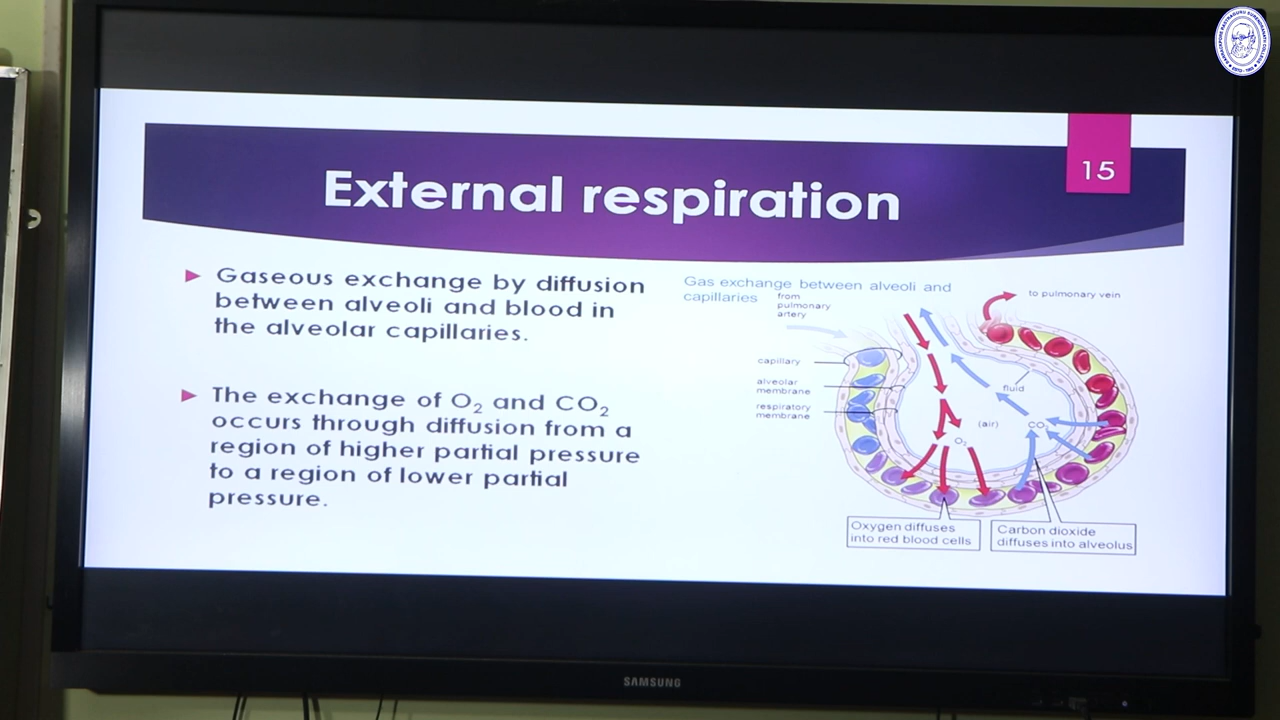 15
External respiration
Gaseous exchange by diffusion
between alveoli and blood in
the alveolar capillaries.
The exchange of O₂ and CO₂
occurs through diffusion from a
region of higher partial pressure
to a region of lower partial
pressure.
Gas exchange between alveoli and
capillaries
from
pulmonary
artery
to pulmonary vein
capillary
alveolar
membrane
respiratory
membrane
fluid
(air)
O₂
CO₂
Oxygen diffuses
into red blood cells
Carbon dioxide
diffuses into alveolus
SAMSUNG